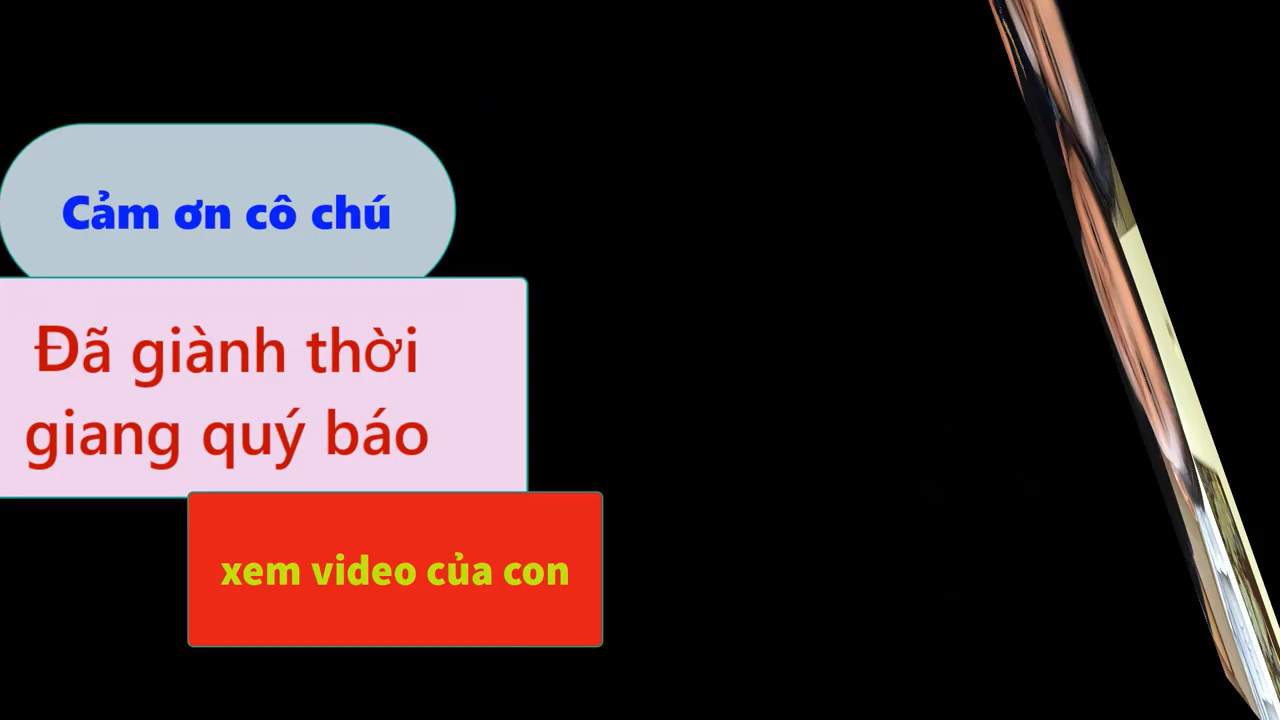 Cảm ơn cô chú
Đã giành thời
giang quý báo
xem video của con